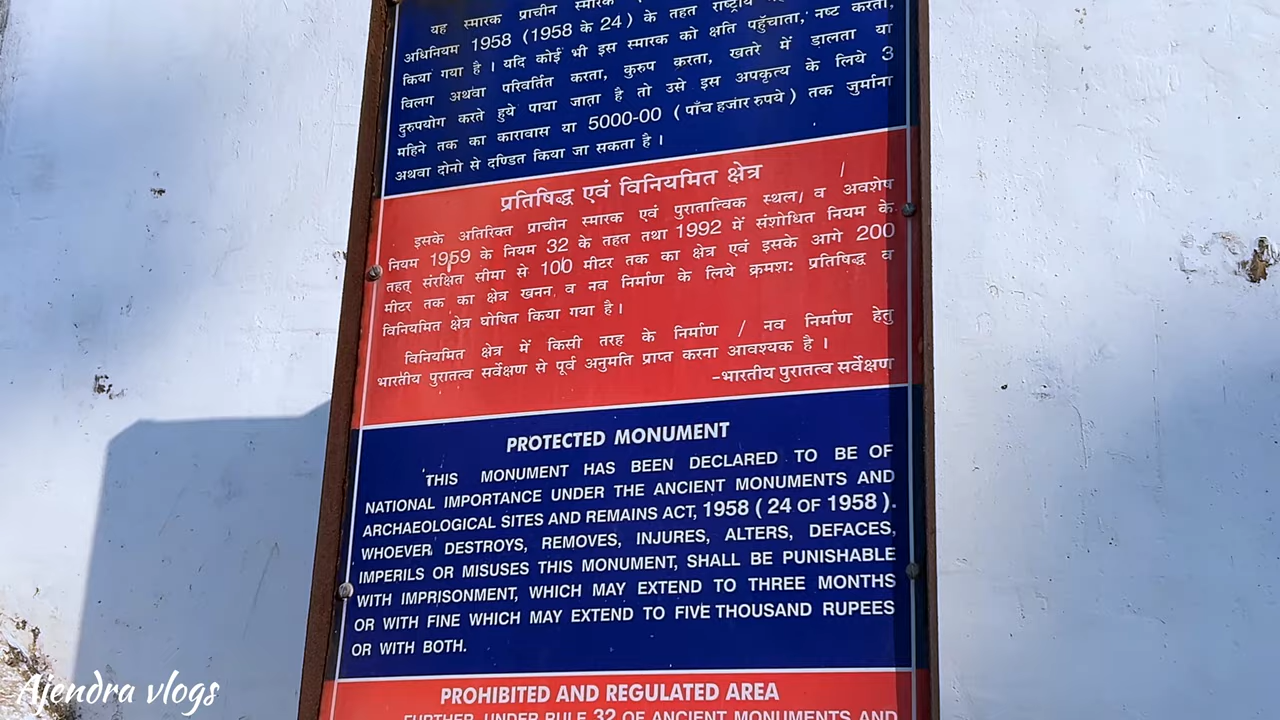 यह स्मारक प्राचीन स्मारक
अधिनियम 1958 (1958 के 24) के तहत राष्ट्रीय
किया गया है । यदि कोई भी इस स्मारक को क्षति पहुँचाता, नष्ट करता,
विलग अथवा परिवर्तित करता, कुरुप करता, खतरे में डालता या
दुरुपयोग करते हुये पाया जाता है तो उसे इस अपकृत्य के लिये 3
महिने तक का कारावास या 5000-00 (पाँच हजार रुपये) तक जुर्माना
अथवा दोनो से दण्डित किया जा सकता है ।
प्रतिषिद्ध एवं विनियमित क्षेत्र
इसके अतिरिक्त प्राचीन स्मारक एवं पुरातात्विक स्थल, व अवशेष
नियम 1959 के नियम 32 के तहत तथा 1992 में संशोधित नियम के
तहत् संरक्षित सीमा से 100 मीटर तक का क्षेत्र एवं इसके आगे 200
मीटर तक का क्षेत्र खनन व नव निर्माण के लिये क्रमशः प्रतिषिद्ध व
विनियमित क्षेत्र घोषित किया गया है ।
विनियमित क्षेत्र में किसी तरह के निर्माण / नव निर्माण हेतु
भारतीय पुरातत्व सर्वेक्षण से पूर्व अनुमति प्राप्त करना आवश्यक है ।
-भारतीय पुरातत्व सर्वेक्षण
PROTECTED MONUMENT
THIS MONUMENT HAS BEEN DECLARED TO BE OF
NATIONAL IMPORTANCE UNDER THE ANCIENT MONUMENTS AND
ARCHAEOLOGICAL SITES AND REMAINS ACT, 1958 ( 24 OF 1958 ).
WHOEVER DESTROYS, REMOVES, INJURES, ALTERS, DEFACES,
IMPERILS OR MISUSES THIS MONUMENT, SHALL BE PUNISHABLE
WITH IMPRISONMENT, WHICH MAY EXTEND TO THREE MONTHS
OR WITH FINE WHICH MAY EXTEND TO FIVE THOUSAND RUPEES
OR WITH BOTH.
PROHIBITED AND REGULATED AREA
FURTHER, UNDER RULE 32 OF ANCIENT MONUMENTS AND
Ajendra vlogs